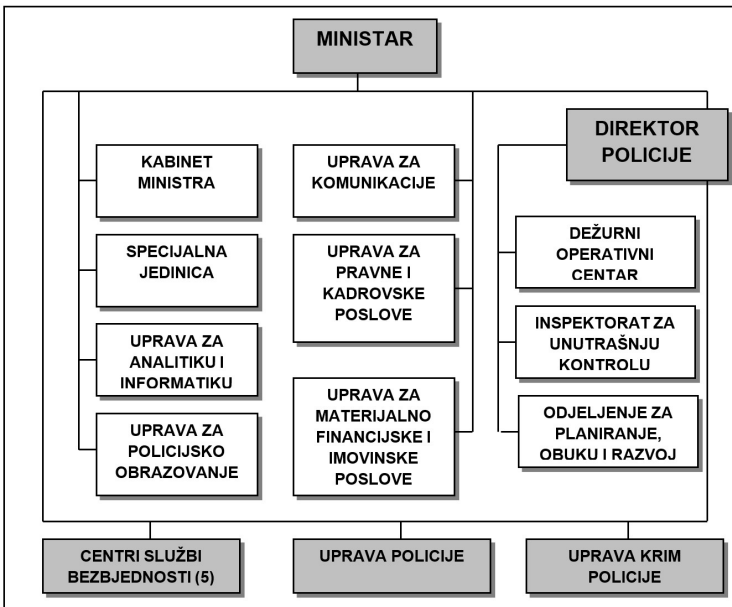 MINISTAR
DIREKTOR
POLICIJE
KABINET
MINISTRA
UPRAVA ZA
KOMUNIKACIJE
SPECIJALNA
JEDINICA
UPRAVA ZA
PRAVNE I
KADROVSKE
POSLOVE
DEŽURNI
OPERATIVNI
CENTAR
UPRAVA ZA
ANALITIKU I
INFORMATIKU
INSPEKTORAT ZA
UNUTRAŠNJU
KONTROLU
UPRAVA ZA
MATERIJALNO
FINANCIJSKE I
IMOVINSKE
POSLOVE
UPRAVA ZA
POLICIJSKO
OBRAZOVANJE
ODJELJENJE ZA
PLANIRANJE,
OBUKU I RAZVOJ
CENTRI SLUŽBI
BEZBJEDNOSTI (5)
UPRAVA POLICIJE
UPRAVA KRIM
POLICIJE